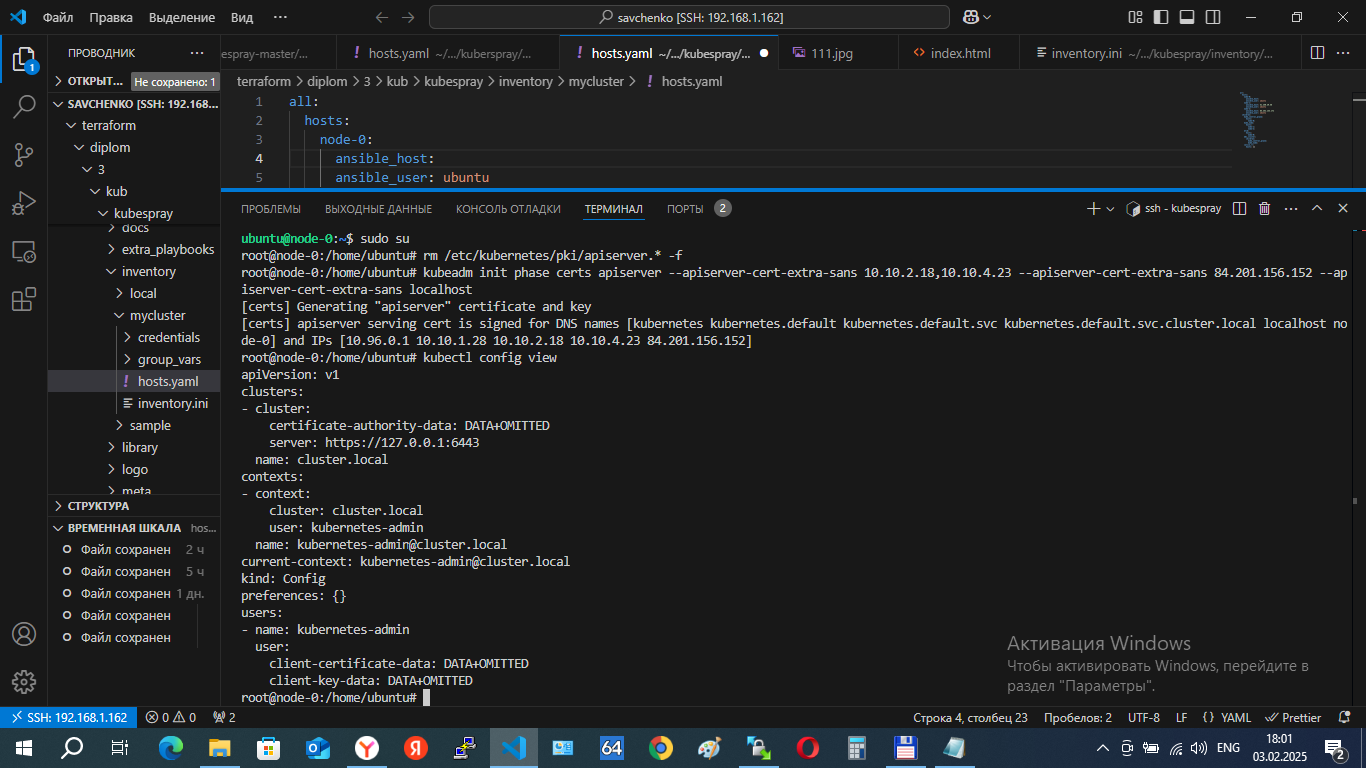 Файл Правка Выделение Вид ··· savchenko [SSH: 192.168.1.162]
ПРОВОДНИК ···
espray-master/... hosts.yaml ~/.../kuberspray/... hosts.yaml ~/.../kubespray/... 111.jpg index.html inventory.ini ~/.../kubespray/inventory/...
ОТКРЫТ... Не сохранено: 1
terraform > diplom > 3 > kub > kubespray > inventory > mycluster > ! hosts.yaml
SAVCHENKO [SSH: 192.168...
terraform
diplom
3
kub
kubespray
docs
extra_playbooks
inventory
local
mycluster
credentials
group_vars
! hosts.yaml
inventory.ini
sample
library
logo
meta
СТРУКТУРА
ВРЕМЕННАЯ ШКАЛА hos...
Файл сохранен 2 ч
Файл сохранен 5 ч
Файл сохранен 1 дн.
Файл сохранен
Файл сохранен
1 all:
2 hosts:
3 node-0:
4 ansible_host:
5 ansible_user: ubuntu
ПРОБЛЕМЫ ВЫХОДНЫЕ ДАННЫЕ КОНСОЛЬ ОТЛАДКИ ТЕРМИНАЛ ПОРТЫ 2 ssh - kubespray
ubuntu@node-0:~$ sudo su
root@node-0:/home/ubuntu# rm /etc/kubernetes/pki/apiserver.* -f
root@node-0:/home/ubuntu# kubeadm init phase certs apiserver --apiserver-cert-extra-sans 10.10.2.18,10.10.4.23 --apiserver-cert-extra-sans 84.201.156.152 --ap
iserver-cert-extra-sans localhost
[certs] Generating "apiserver" certificate and key
[certs] apiserver serving cert is signed for DNS names [kubernetes kubernetes.default kubernetes.default.svc kubernetes.default.svc.cluster.local localhost no
de-0] and IPs [10.96.0.1 10.10.1.28 10.10.2.18 10.10.4.23 84.201.156.152]
root@node-0:/home/ubuntu# kubectl config view
apiVersion: v1
clusters:
- cluster:
certificate-authority-data: DATA+OMITTED
server: https://127.0.0.1:6443
name: cluster.local
contexts:
- context:
cluster: cluster.local
user: kubernetes-admin
name: kubernetes-admin@cluster.local
current-context: kubernetes-admin@cluster.local
kind: Config
preferences: {}
users:
- name: kubernetes-admin
user:
client-certificate-data: DATA+OMITTED
client-key-data: DATA+OMITTED
root@node-0:/home/ubuntu#
Активация Windows
Чтобы активировать Windows, перейдите в
раздел "Параметры".
SSH: 192.168.1.162 0 0 2 Строка 4, столбец 23 Пробелов: 2 UTF-8 LF {} YAML Prettier
64 ENG 18:01
03.02.2025 2